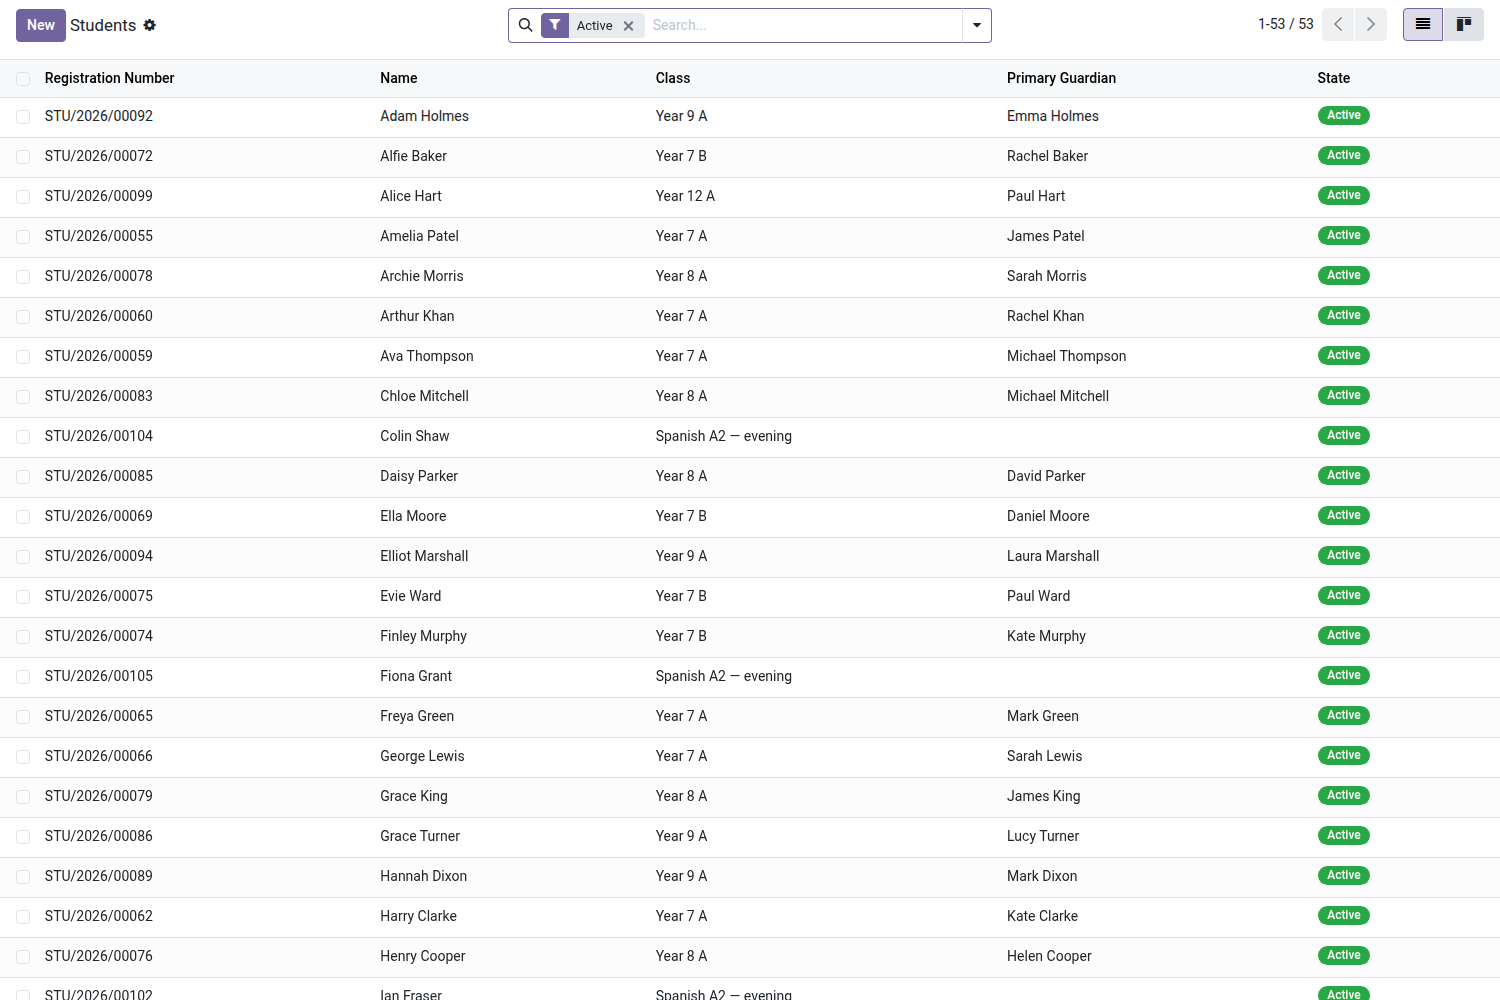 New Students Active Search... 1-53 / 53
Registration Number Name Class Primary Guardian State
STU/2026/00092 Adam Holmes Year 9 A Emma Holmes Active
STU/2026/00072 Alfie Baker Year 7 B Rachel Baker Active
STU/2026/00099 Alice Hart Year 12 A Paul Hart Active
STU/2026/00055 Amelia Patel Year 7 A James Patel Active
STU/2026/00078 Archie Morris Year 8 A Sarah Morris Active
STU/2026/00060 Arthur Khan Year 7 A Rachel Khan Active
STU/2026/00059 Ava Thompson Year 7 A Michael Thompson Active
STU/2026/00083 Chloe Mitchell Year 8 A Michael Mitchell Active
STU/2026/00104 Colin Shaw Spanish A2 — evening Active
STU/2026/00085 Daisy Parker Year 8 A David Parker Active
STU/2026/00069 Ella Moore Year 7 B Daniel Moore Active
STU/2026/00094 Elliot Marshall Year 9 A Laura Marshall Active
STU/2026/00075 Evie Ward Year 7 B Paul Ward Active
STU/2026/00074 Finley Murphy Year 7 B Kate Murphy Active
STU/2026/00105 Fiona Grant Spanish A2 — evening Active
STU/2026/00065 Freya Green Year 7 A Mark Green Active
STU/2026/00066 George Lewis Year 7 A Sarah Lewis Active
STU/2026/00079 Grace King Year 8 A James King Active
STU/2026/00086 Grace Turner Year 9 A Lucy Turner Active
STU/2026/00089 Hannah Dixon Year 9 A Mark Dixon Active
STU/2026/00062 Harry Clarke Year 7 A Kate Clarke Active
STU/2026/00076 Henry Cooper Year 8 A Helen Cooper Active
STU/2026/00102 Ian Fraser Spanish A2 — evening Active